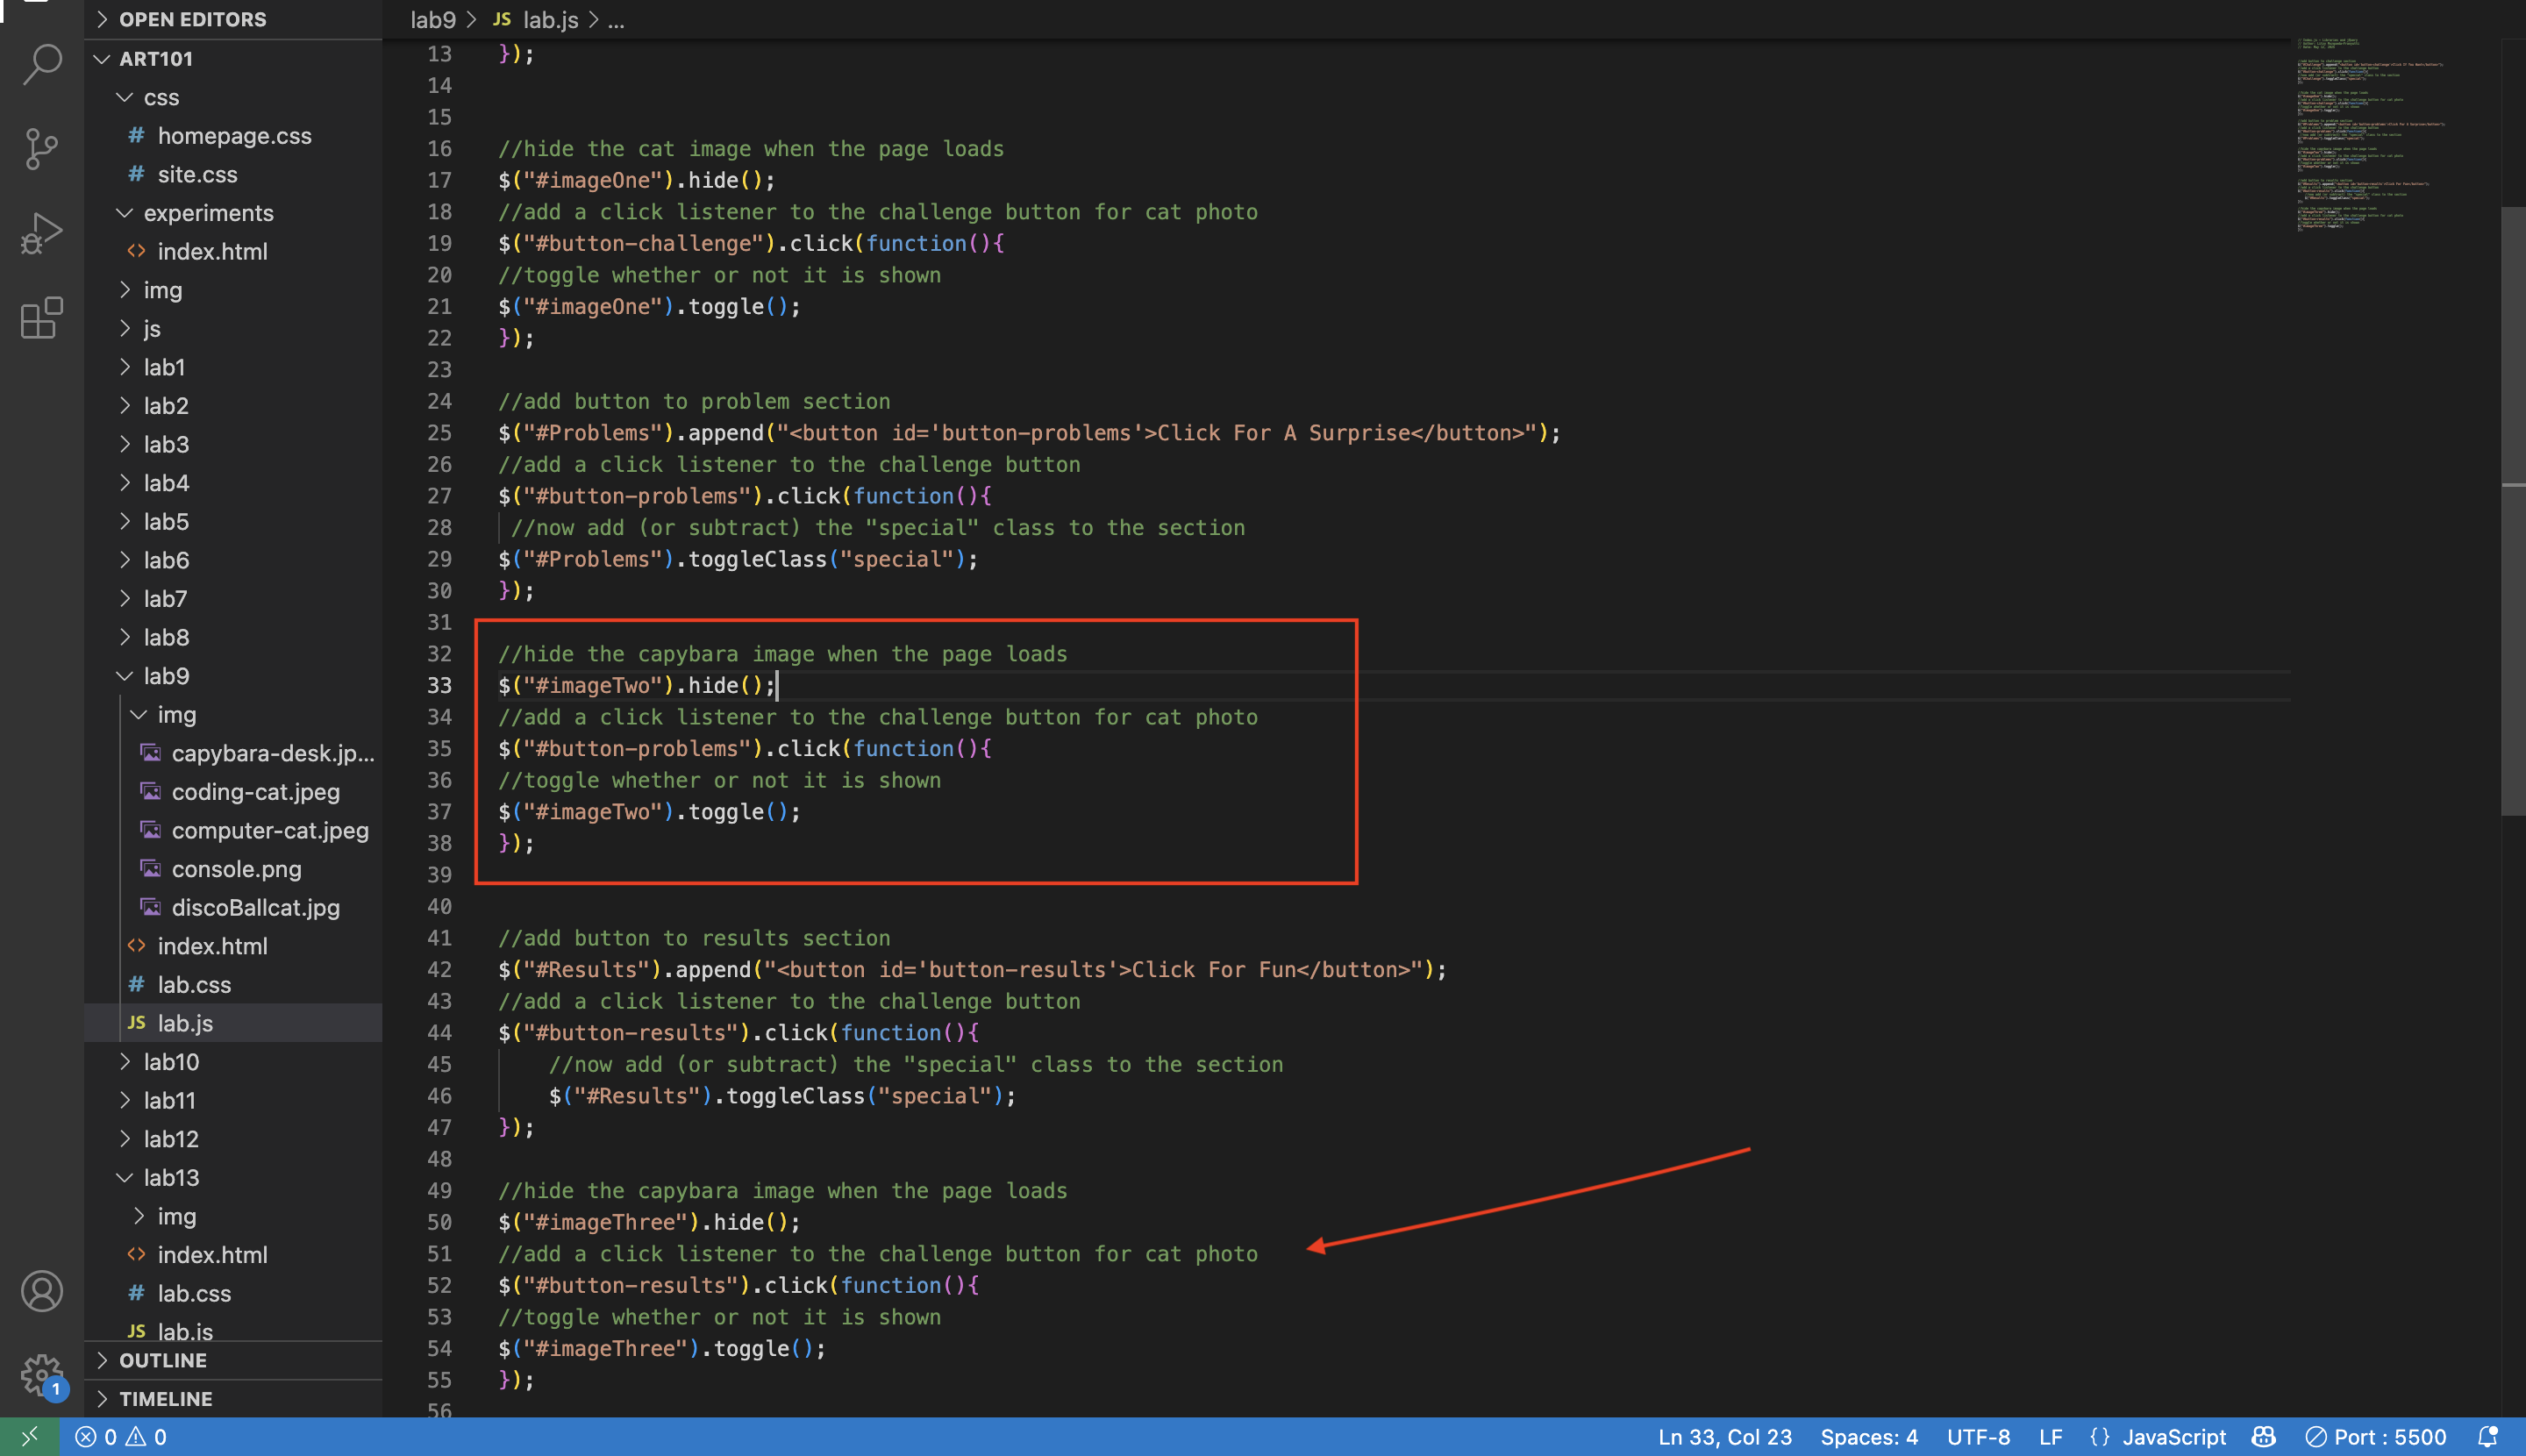 OPEN EDITORS
ART101
css
# homepage.css
# site.css
experiments
<> index.html
img
js
lab1
lab2
lab3
lab4
lab5
lab6
lab7
lab8
lab9
img
capybara-desk.jp...
coding-cat.jpeg
computer-cat.jpeg
console.png
discoBallcat.jpg
<> index.html
# lab.css
JS lab.js
lab10
lab11
lab12
lab13
img
<> index.html
# lab.css
JS lab.js
OUTLINE
TIMELINE
1
lab9 > JS lab.js > ...
13 });
14
15
16 //hide the cat image when the page loads
17 $("#imageOne").hide();
18 //add a click listener to the challenge button for cat photo
19 $("#button-challenge").click(function(){
20 //toggle whether or not it is shown
21 $("#imageOne").toggle();
22 });
23
24 //add button to problem section
25 $("#Problems").append("<button id='button-problems'>Click For A Surprise</button>");
26 //add a click listener to the challenge button
27 $("#button-problems").click(function(){
28 //now add (or subtract) the "special" class to the section
29 $("#Problems").toggleClass("special");
30 });
31
32 //hide the capybara image when the page loads
33 $("#imageTwo").hide();
34 //add a click listener to the challenge button for cat photo
35 $("#button-problems").click(function(){
36 //toggle whether or not it is shown
37 $("#imageTwo").toggle();
38 });
39
40
41 //add button to results section
42 $("#Results").append("<button id='button-results'>Click For Fun</button>");
43 //add a click listener to the challenge button
44 $("#button-results").click(function(){
45 //now add (or subtract) the "special" class to the section
46 $("#Results").toggleClass("special");
47 });
48
49 //hide the capybara image when the page loads
50 $("#imageThree").hide();
51 //add a click listener to the challenge button for cat photo
52 $("#button-results").click(function(){
53 //toggle whether or not it is shown
54 $("#imageThree").toggle();
55 });
56
0 0
Ln 33, Col 23 Spaces: 4 UTF-8 LF {} JavaScript Port : 5500